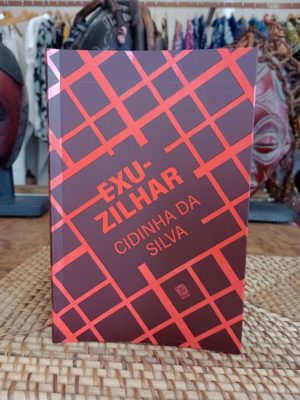 EXU-
ZILHAR
CIDINHA DA
SILVA